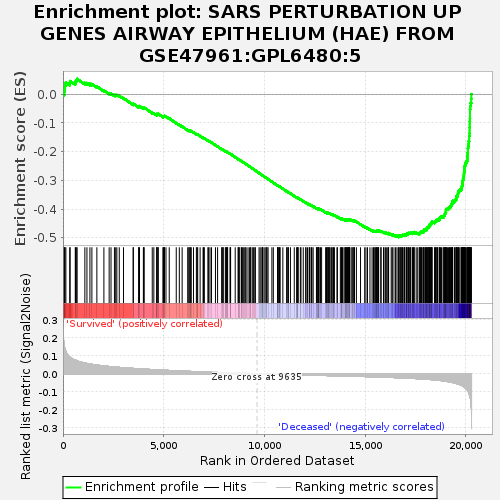 Enrichment plot: SARS PERTURBATION UP
GENES AIRWAY EPITHELIUM (HAE) FROM
GSE47961:GPL6480:5
Enrichment score (ES)
0.0
-0.1
-0.2
-0.3
-0.4
-0.5
Ranked list metric (Signal2Noise)
0.3
0.2
0.1
0.0
-0.1
-0.2
-0.3
'Survived' (positively correlated)
Zero cross at 9635
'Deceased' (negatively correlated)
0
5,000
10,000
15,000
20,000
Rank in Ordered Dataset
Enrichment profile
Hits
Ranking metric scores